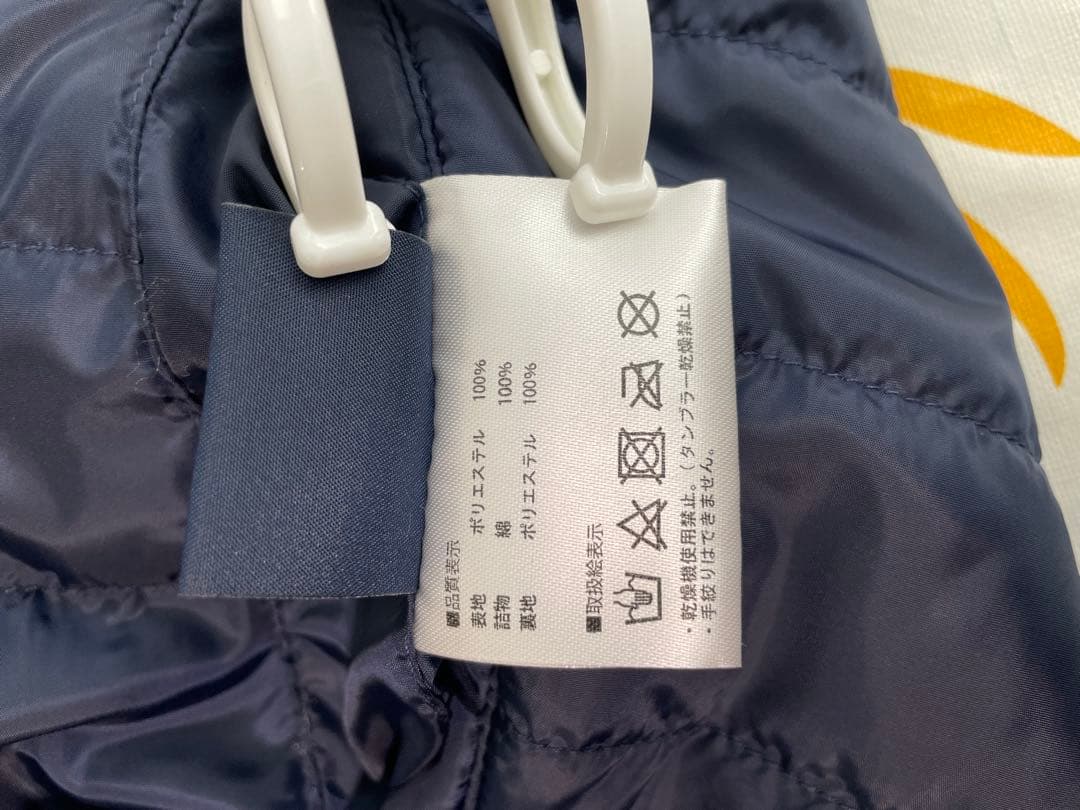 ■品質表示
表地 ポリエステル 100%
詰物 綿 100%
裏地 ポリエステル 100%
■取扱絵表示
・乾燥機使用禁止。(タンブラー乾燥禁止)
・手絞りはできません。